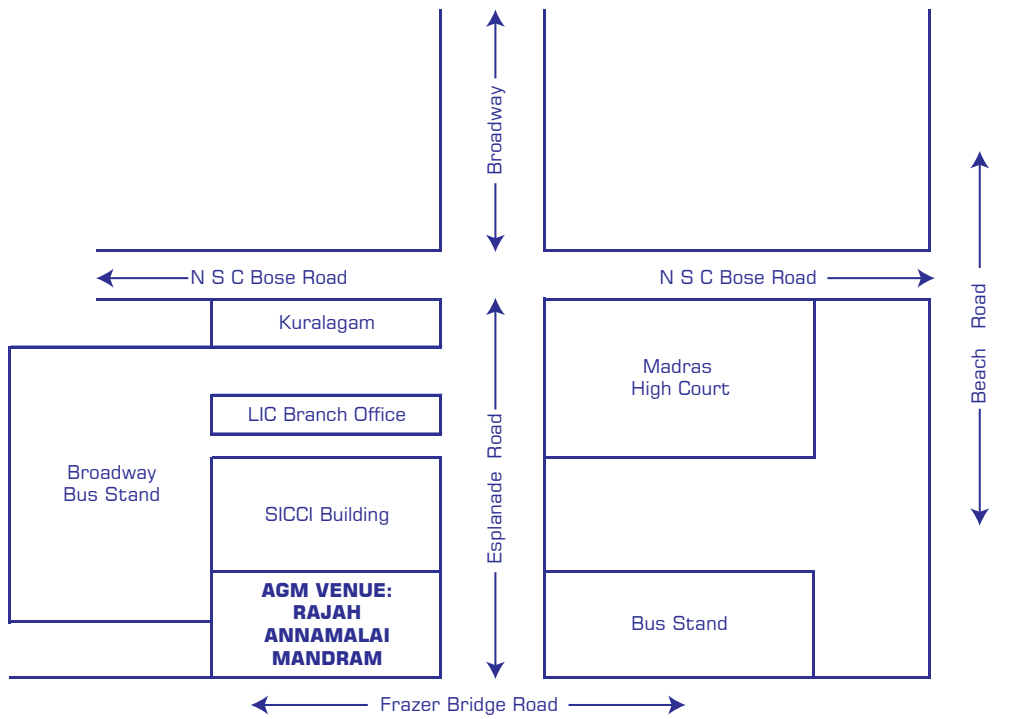 Broadway
N S C Bose Road
N S C Bose Road
Kuralagam
Madras
High Court
Beach Road
LIC Branch Office
Esplanade Road
Broadway
Bus Stand
SICCI Building
AGM VENUE:
RAJAH
ANNAMALAI
MANDRAM
Bus Stand
Frazer Bridge Road